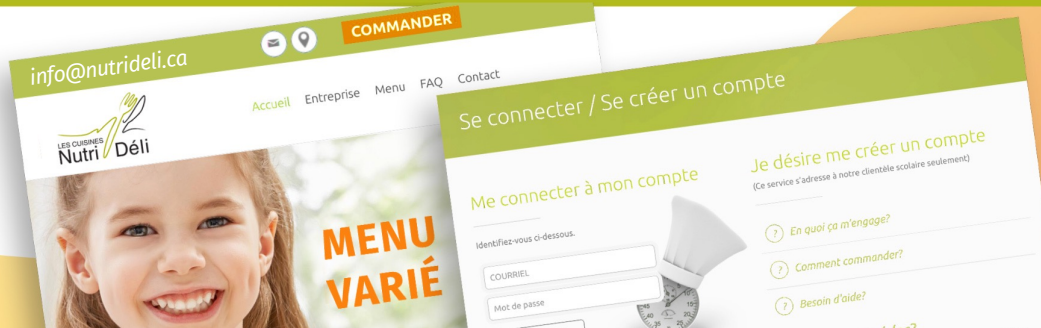 info@nutrideli.ca
COMMANDER
Accueil Entreprise Menu FAQ Contact
LES CUISINES
Nutri Déli
MENU
VARIÉ
Se connecter / Se créer un compte
Me connecter à mon compte
Identifiez-vous ci-dessous.
COURRIEL
Mot de passe
Je désire me créer un compte
(Ce service s'adresse à notre clientèle scolaire seulement)
? En quoi ça m'engage?
? Comment commander?
? Besoin d'aide?